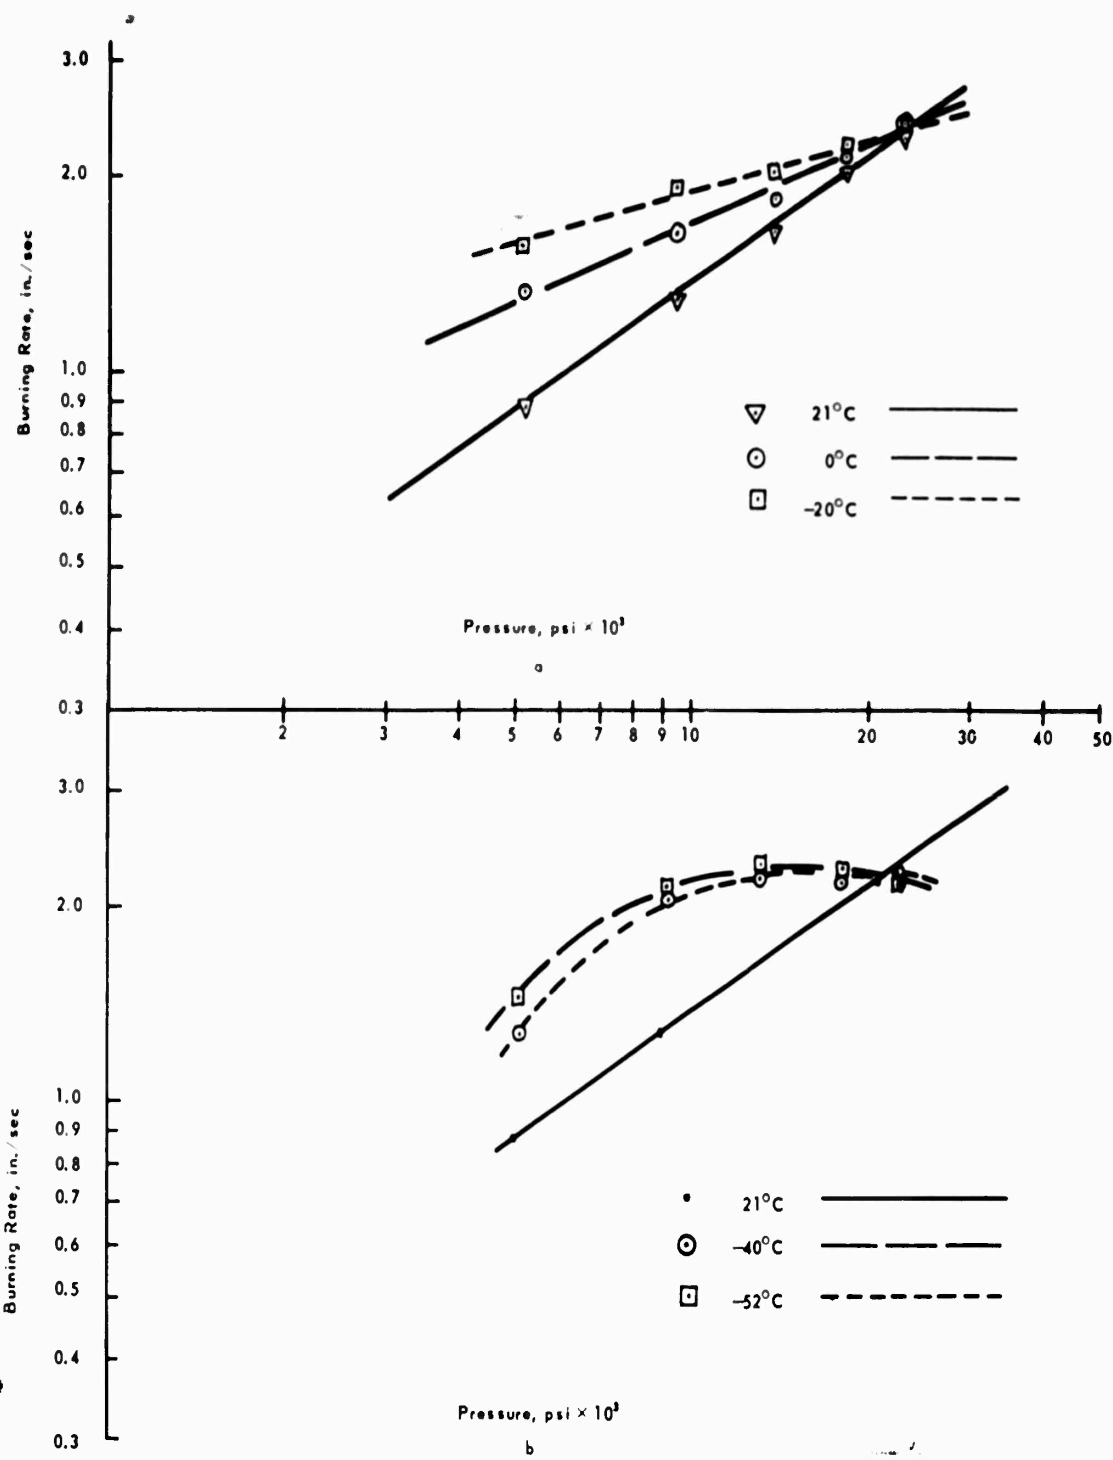 3.0
2.0
1.0
0.9
0.8
0.7
0.6
0.5
0.4
0.3
Burning Rate, in./sec
21°C
0°C
-20°C
Pressure, psi × 10³
a
2 3 4 5 6 7 8 9 10 20 30 40 50
3.0
2.0
1.0
0.9
0.8
0.7
0.6
0.5
0.4
0.3
Burning Rate, in./sec
21°C
-40°C
-52°C
Pressure, psi × 10³
b